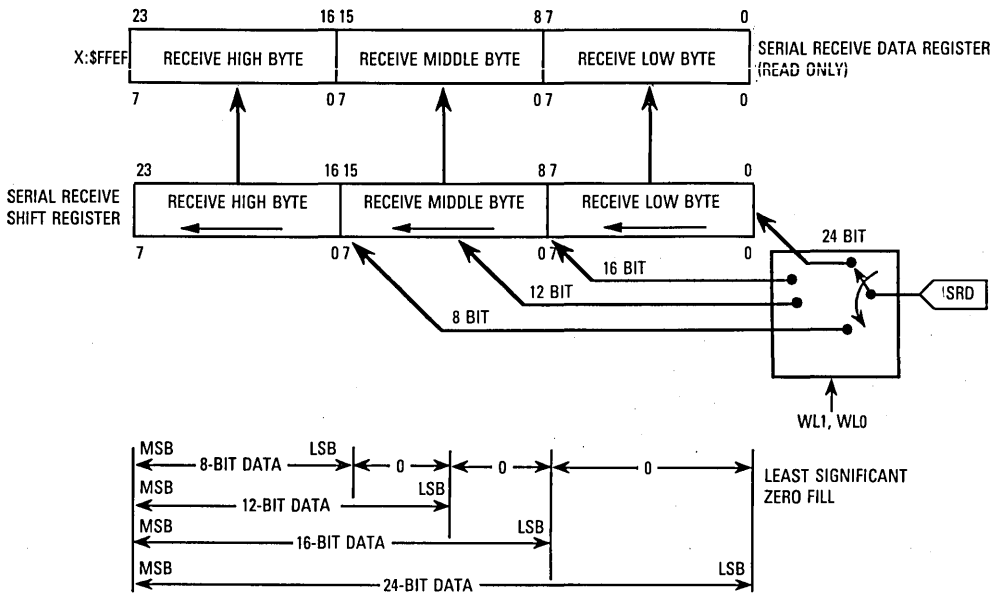 23 16 15 8 7 0
X:$FFEF RECEIVE HIGH BYTE RECEIVE MIDDLE BYTE RECEIVE LOW BYTE SERIAL RECEIVE DATA REGISTER
(READ ONLY)
7 0 7 0 7 0
23 16 15 8 7 0
SERIAL RECEIVE
SHIFT REGISTER
RECEIVE HIGH BYTE RECEIVE MIDDLE BYTE RECEIVE LOW BYTE
7 0 7 0 7 0
24 BIT
16 BIT
12 BIT
8 BIT
SRD
WL1, WL0
MSB LSB
8-BIT DATA 0 0 0
LEAST SIGNIFICANT
ZERO FILL
MSB LSB
12-BIT DATA
MSB LSB
16-BIT DATA
MSB LSB
24-BIT DATA